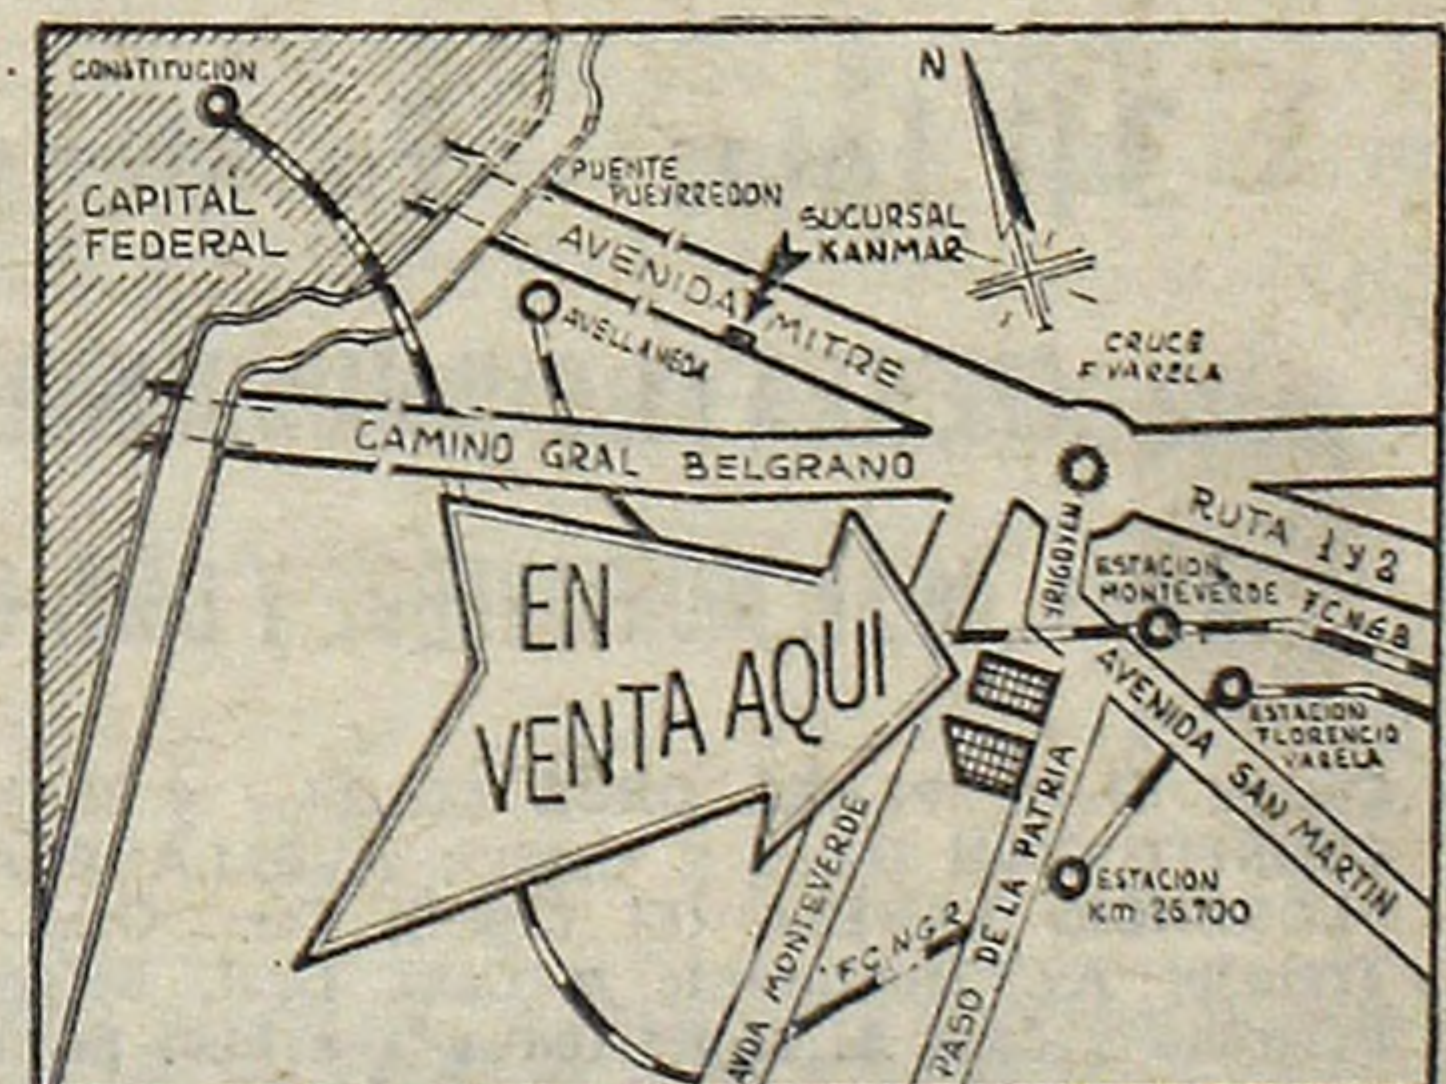 CONSTITUCION
N
CAPITAL
FEDERAL
PUENTE
PUEYRREDON
SUCURSAL
KANMAR
AVENIDA MITRE
AVELLANEDA
CRUCE
F VARELA
CAMINO GRAL BELGRANO
RUTA 1 y 2
YRIGOYEN
ESTACION
MONTEVERDE
F C N G B
EN
VENTA AQUI
AVENIDA SAN MARTIN
ESTACION
FLORENCIO
VARELA
ESTACION
Km 26.700
AVDA MONTEVERDE
F C N G R
PASO DE LA PATRIA